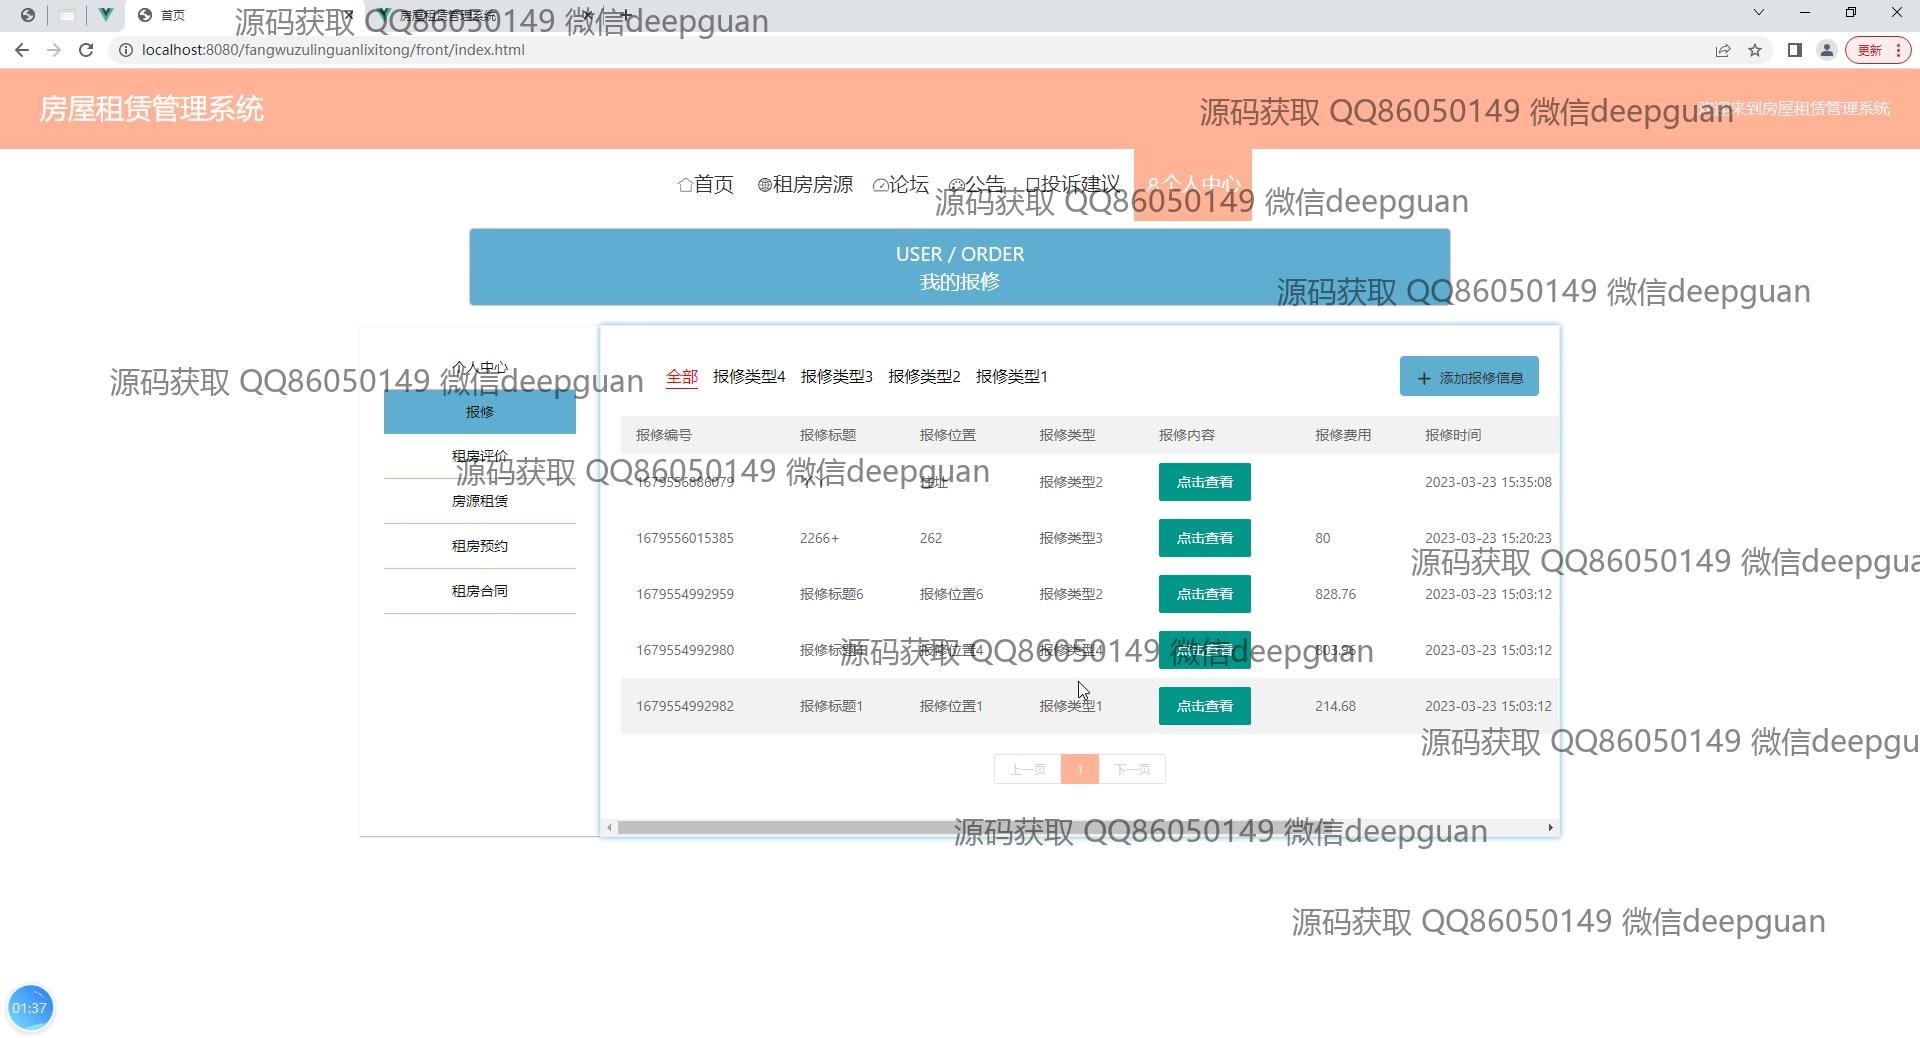 首页
房屋租赁管理系统
源码获取 QQ86050149 微信deepguan
localhost:8080/fangwuzulinguanlixitong/front/index.html
更新
房屋租赁管理系统
源码获取 QQ86050149 微信deepguan
欢迎来到房屋租赁管理系统
首页 租房房源 论坛 公告 投诉建议 个人中心
源码获取 QQ86050149 微信deepguan
USER / ORDER
我的报修
源码获取 QQ86050149 微信deepguan
个人中心
源码获取 QQ86050149 微信deepguan
全部 报修类型4 报修类型3 报修类型2 报修类型1
添加报修信息
报修
租房评价
房源租赁
租房预约
租房合同
报修编号 报修标题 报修位置 报修类型 报修内容 报修费用 报修时间
源码获取 QQ86050149 微信deepguan
1679556886079 地址 报修类型2 点击查看 2023-03-23 15:35:08
1679556015385 2266+ 262 报修类型3 点击查看 80 2023-03-23 15:20:23
源码获取 QQ86050149 微信deepgua
1679554992959 报修标题6 报修位置6 报修类型2 点击查看 828.76 2023-03-23 15:03:12
1679554992980 报修标题4 报修位置4 报修类型4 点击查看 803.96 2023-03-23 15:03:12
源码获取 QQ86050149 微信deepguan
1679554992982 报修标题1 报修位置1 报修类型1 点击查看 214.68 2023-03-23 15:03:12
源码获取 QQ86050149 微信deepgu
上一页 1 下一页
源码获取 QQ86050149 微信deepguan
源码获取 QQ86050149 微信deepguan
01:37